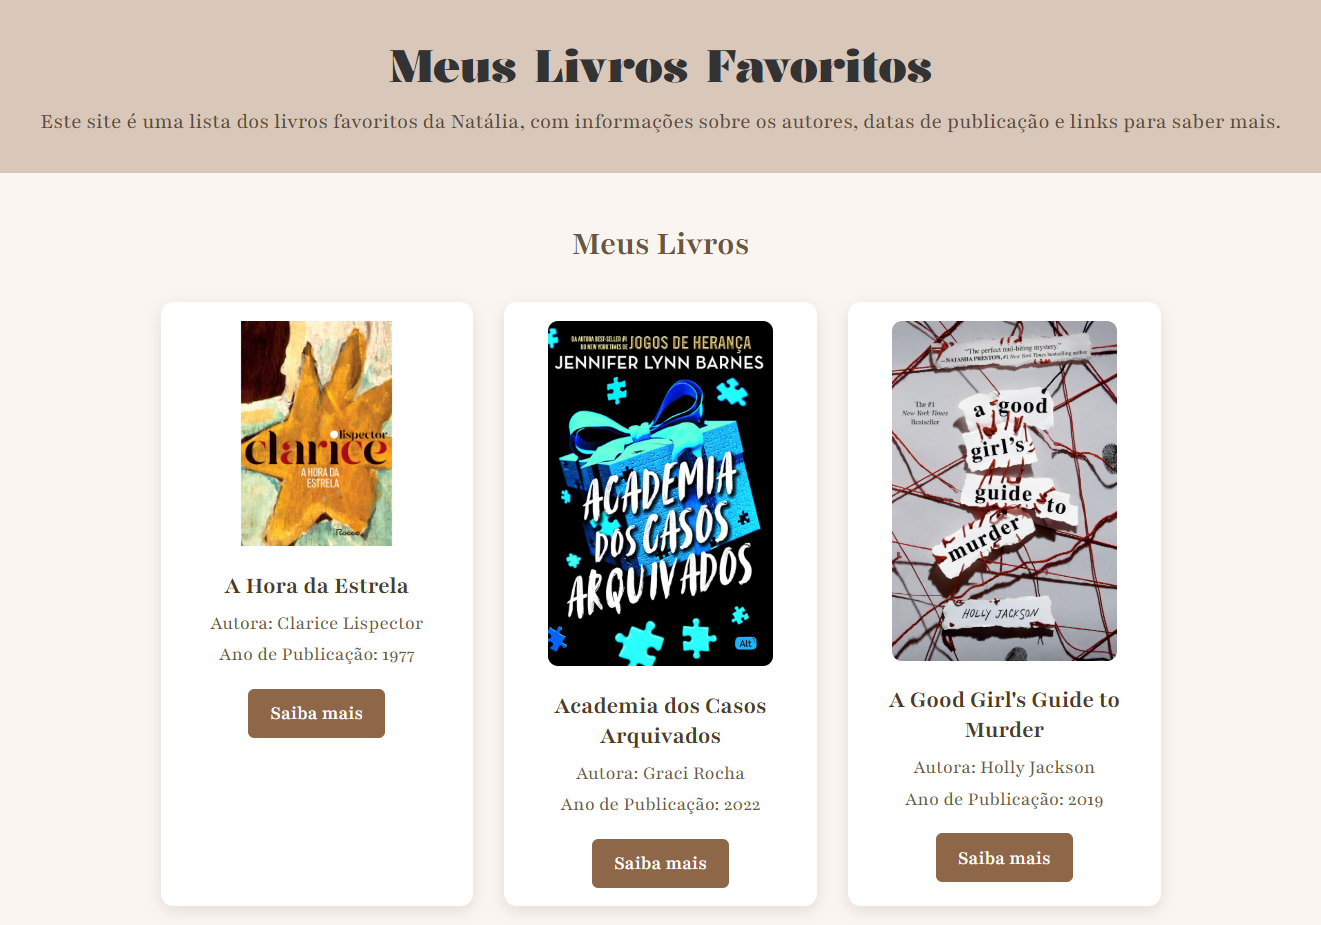 Meus Livros Favoritos
Este site é uma lista dos livros favoritos da Natália, com informações sobre os autores, datas de publicação e links para saber mais.
Meus Livros
lispector
clarice
A HORA DA
ESTRELA
Rocco
A Hora da Estrela
Autora: Clarice Lispector
Ano de Publicação: 1977
Saiba mais
DA AUTORA BEST-SELLER #1
DO NEW YORK TIMES DE JOGOS DE HERANÇA
JENNIFER LYNN BARNES
ACADEMIA
DOS CASOS
ARQUIVADOS
Alt
Academia dos Casos
Arquivados
Autora: Graci Rocha
Ano de Publicação: 2022
Saiba mais
"The perfect nail-biting mystery."
—NATASHA PRESTON, #1 New York Times bestselling author
The #1
New York Times
Bestseller
a good
girl's
guide to
murder
HOLLY JACKSON
A Good Girl's Guide to
Murder
Autora: Holly Jackson
Ano de Publicação: 2019
Saiba mais